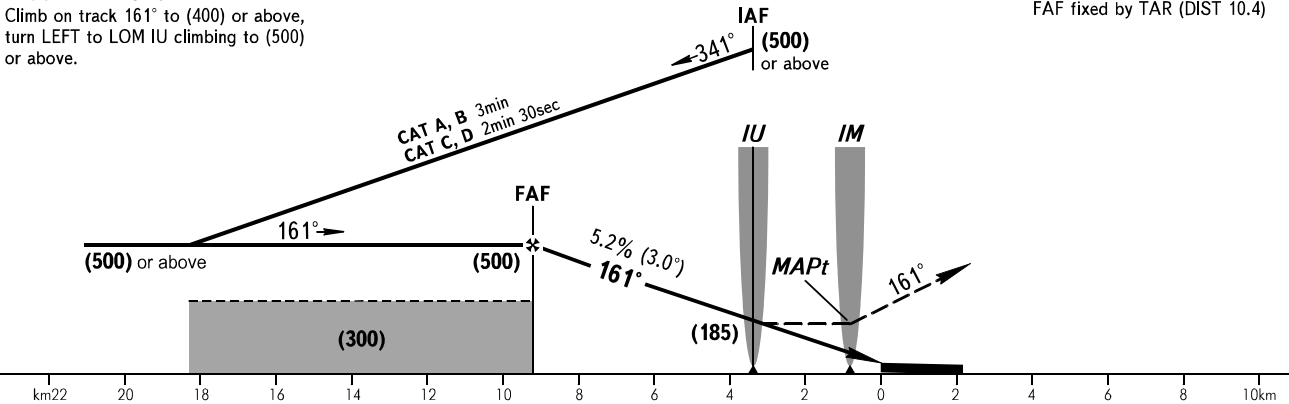 Climb on track 161° to (400) or above,
turn LEFT to LOM IU climbing to (500)
or above.
FAF fixed by TAR (DIST 10.4)
IAF
(500)
or above
341°
CAT A, B 3min
CAT C, D 2min 30sec
IU
IM
FAF
161°
(500) or above
(500)
5.2% (3.0°)
161°
MAPt
161°
(185)
(300)
km22 20 18 16 14 12 10 8 6 4 2 0 2 4 6 8 10km